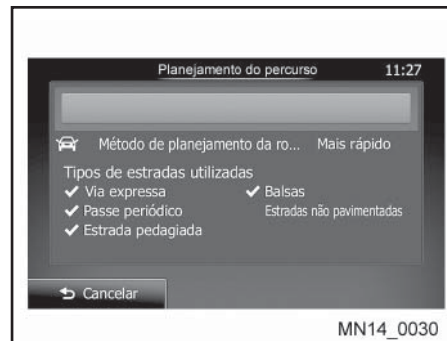 Planejamento do percurso 11:27
Método de planejamento da ro... Mais rápido
Tipos de estradas utilizadas
Via expressa Balsas
Passe periódico Estradas não pavimentadas
Estrada pedagiada
Cancelar
MN14_0030